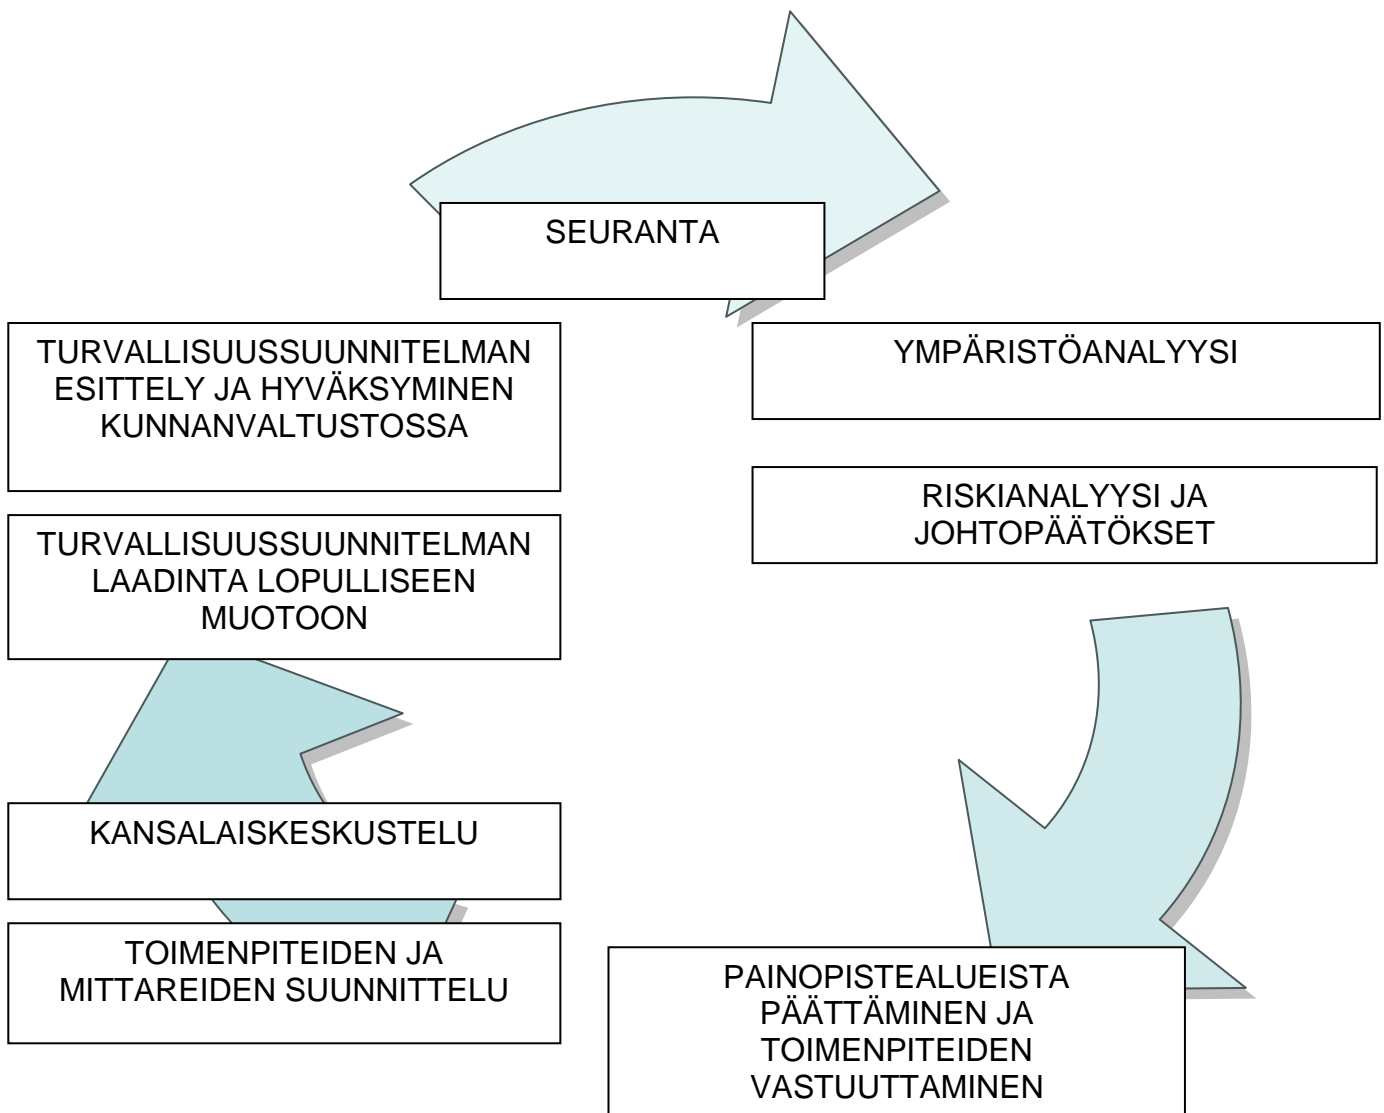 SEURANTA
TURVALLISUUSSUUNNITELMAN
ESITTELY JA HYVÄKSYMINEN
KUNNANVALTUSTOSSA
YMPÄRISTÖANALYYSI
RISKIANALYYSI JA
JOHTOPÄÄTÖKSET
TURVALLISUUSSUUNNITELMAN
LAADINTA LOPULLISEEN
MUOTOON
KANSALAISKESKUSTELU
TOIMENPITEIDEN JA
MITTAREIDEN SUUNNITTELU
PAINOPISTEALUEISTA
PÄÄTTÄMINEN JA
TOIMENPITEIDEN
VASTUUTTAMINEN